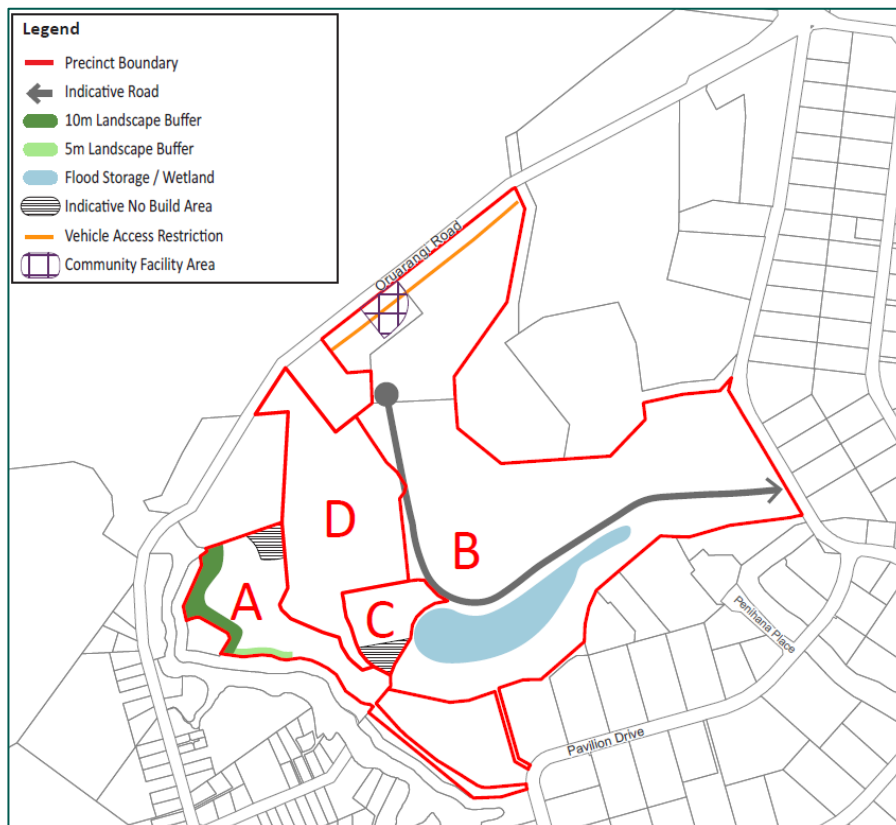 Legend
Precinct Boundary
Indicative Road
10m Landscape Buffer
5m Landscape Buffer
Flood Storage / Wetland
Indicative No Build Area
Vehicle Access Restriction
Community Facility Area
Oruarangi Road
D
B
A
C
Penihana Place
Pavilion Drive